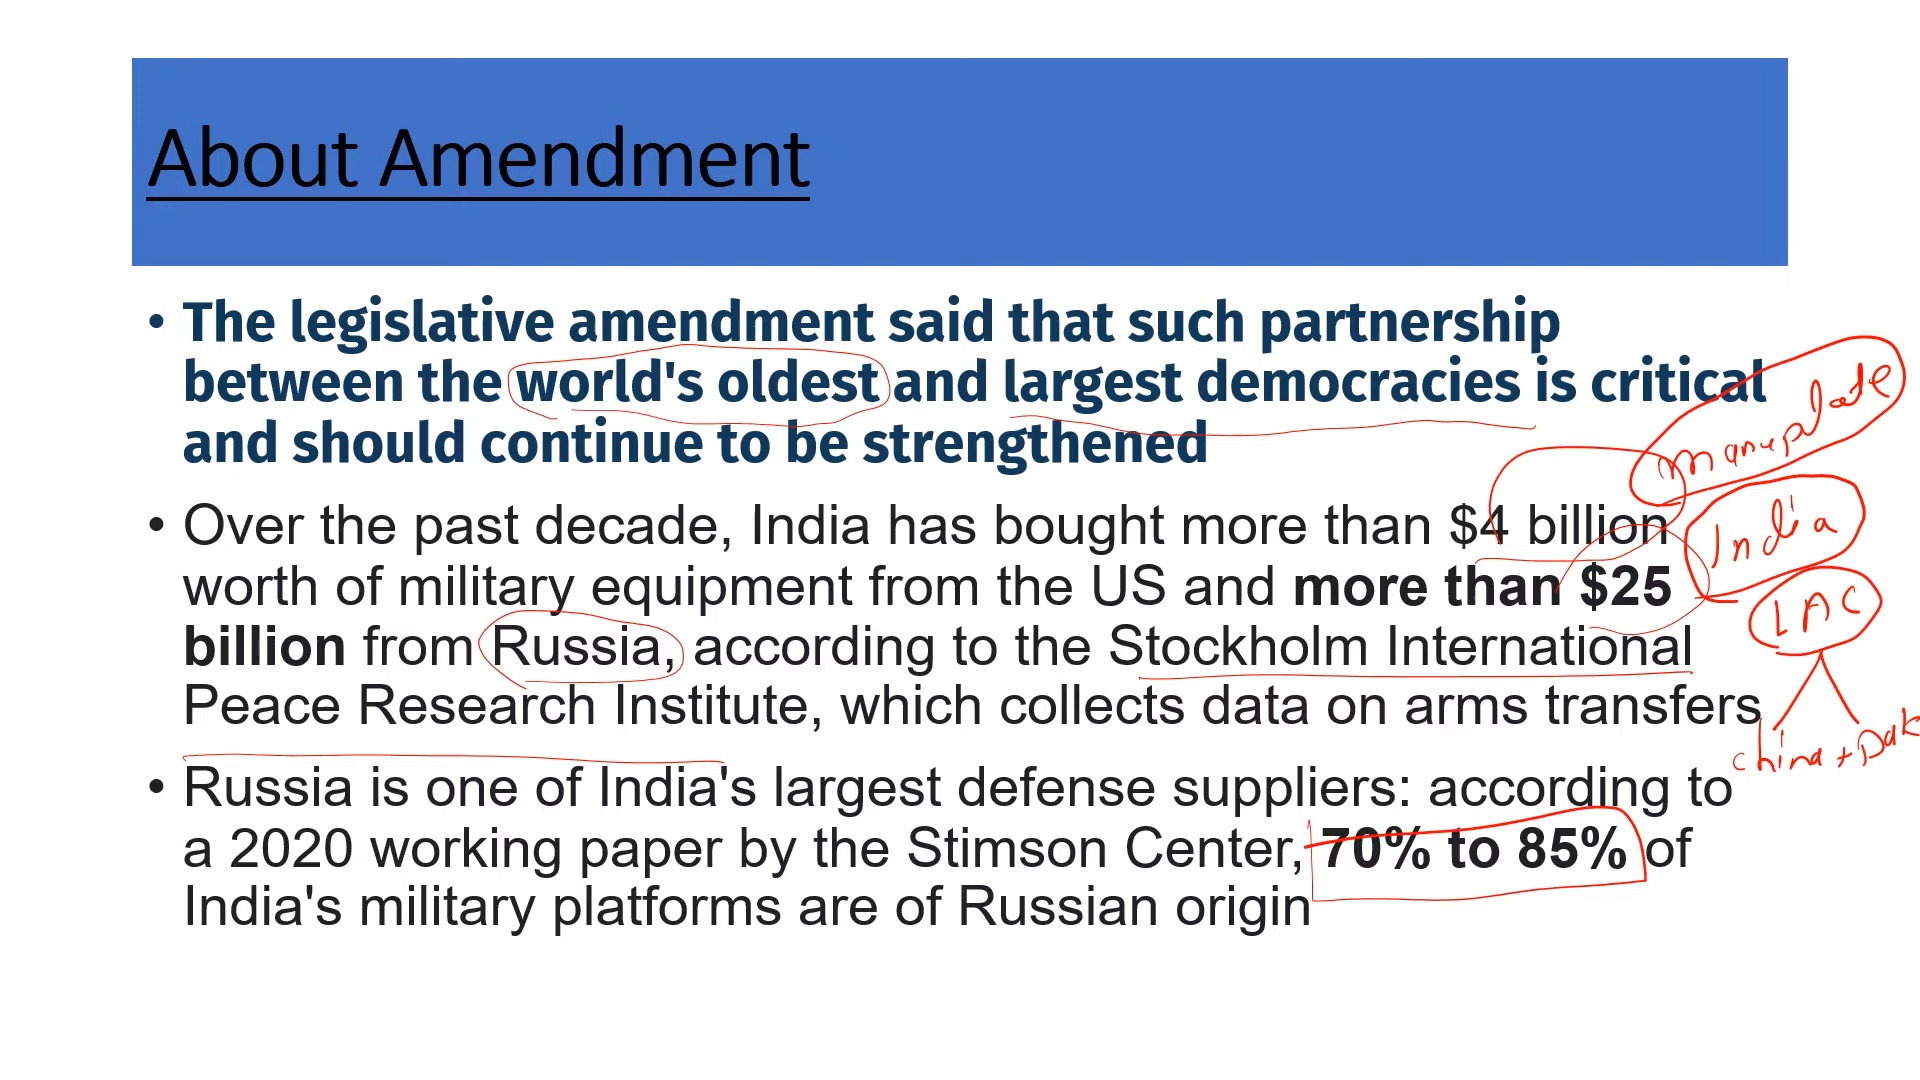 About Amendment
• The legislative amendment said that such partnership
between the world's oldest and largest democracies is critical
and should continue to be strengthened
• Over the past decade, India has bought more than $4 billion
worth of military equipment from the US and more than $25
billion from Russia, according to the Stockholm International
Peace Research Institute, which collects data on arms transfers
• Russia is one of India's largest defense suppliers: according to
a 2020 working paper by the Stimson Center, 70% to 85% of
India's military platforms are of Russian origin
manuplate
India
LAC
China + Pak